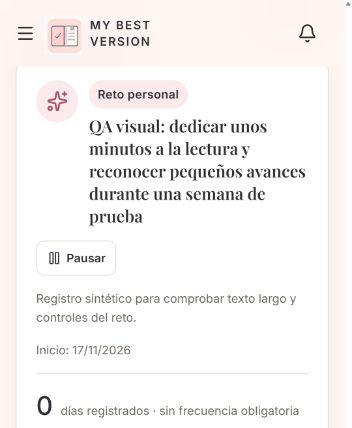 MY BEST
VERSION
Reto personal
QA visual: dedicar unos
minutos a la lectura y
reconocer pequeños avances
durante una semana de
prueba
Pausar
Registro sintético para comprobar texto largo y
controles del reto.
Inicio: 17/11/2026
0 días registrados · sin frecuencia obligatoria